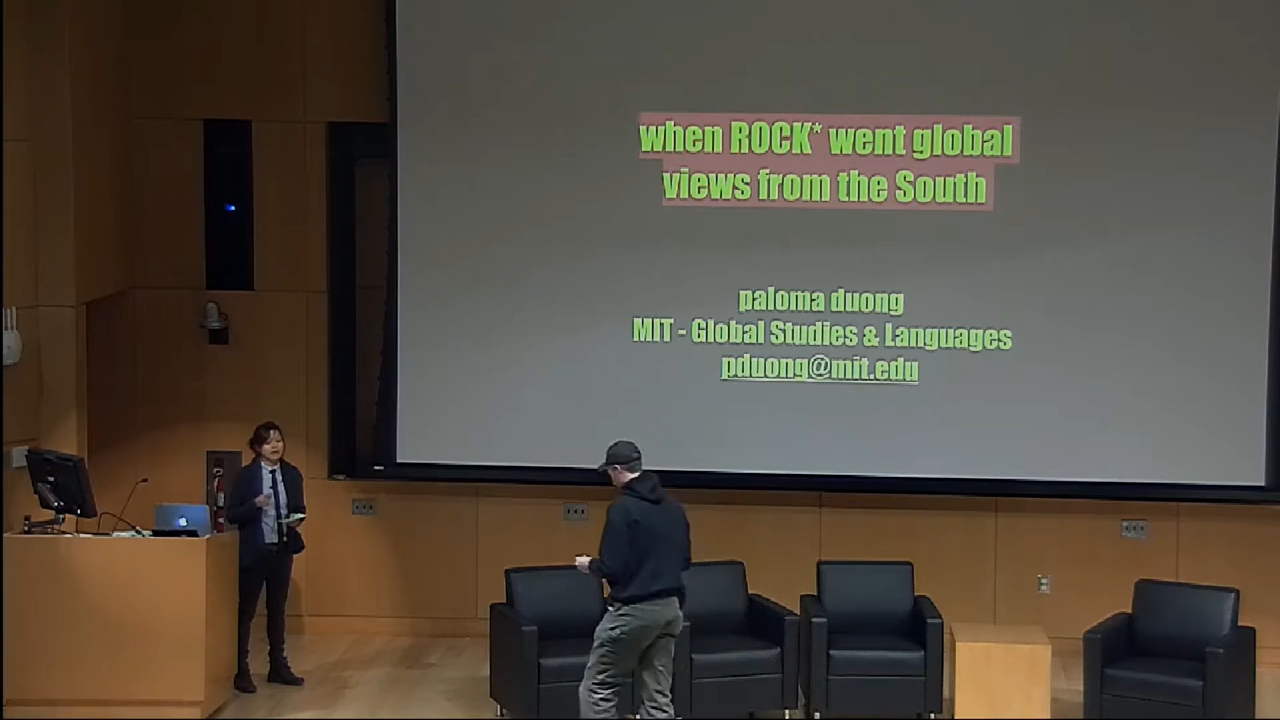 when ROCK* went global
views from the South
paloma duong
MIT - Global Studies & Languages
pduong@mit.edu